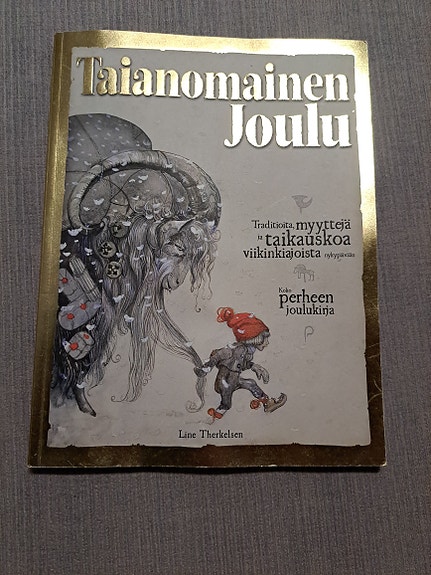 Taianomainen
Joulu
Traditioita, myyttejä
ja taikauskoa
viikinkiajoista nykypäivään
Koko
perheen
joulukirja
Line Therkelsen